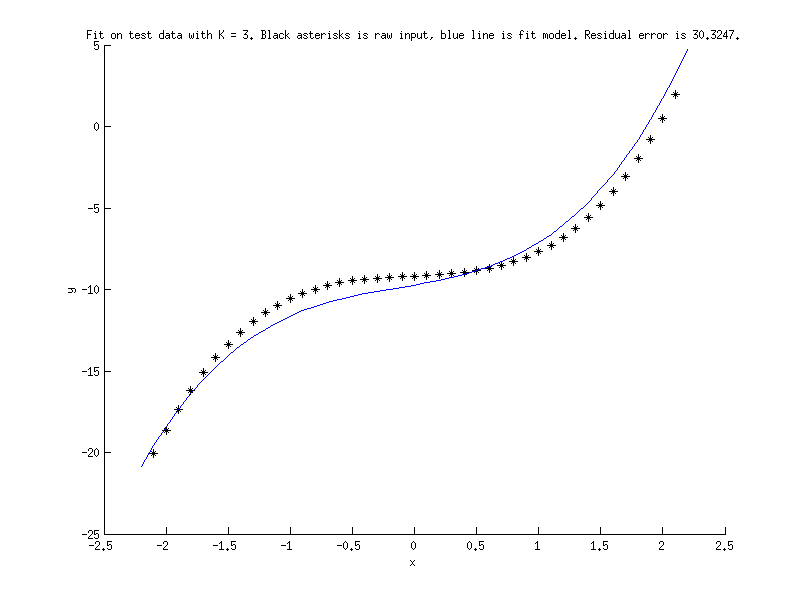 Fit on test data with K = 3. Black asterisks is raw input, blue line is fit model. Residual error is 30.3247.
5
0
-5
-10
-15
-20
-25
y
-2.5 -2 -1.5 -1 -0.5 0 0.5 1 1.5 2 2.5
x